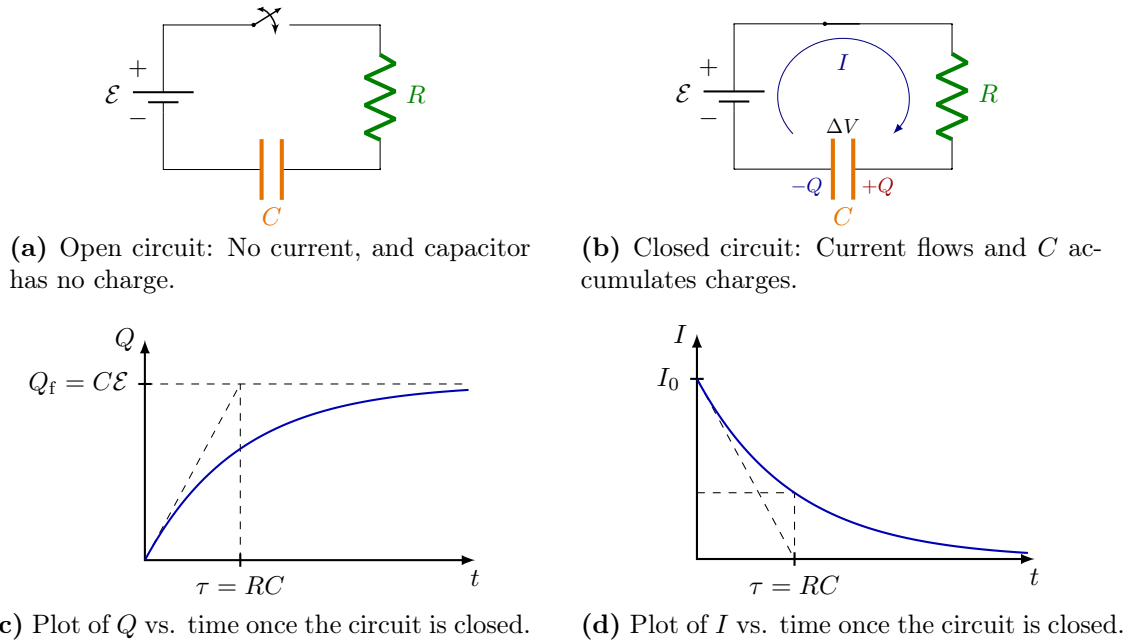 +
ℰ
−
R
C
+
ℰ
−
I
R
ΔV
−Q
+Q
C
(a) Open circuit: No current, and capacitor
has no charge.
(b) Closed circuit: Current flows and C ac-
cumulates charges.
Q
Q_f = Cℰ
τ = RC
t
I
I₀
τ = RC
t
c) Plot of Q vs. time once the circuit is closed.
(d) Plot of I vs. time once the circuit is closed.